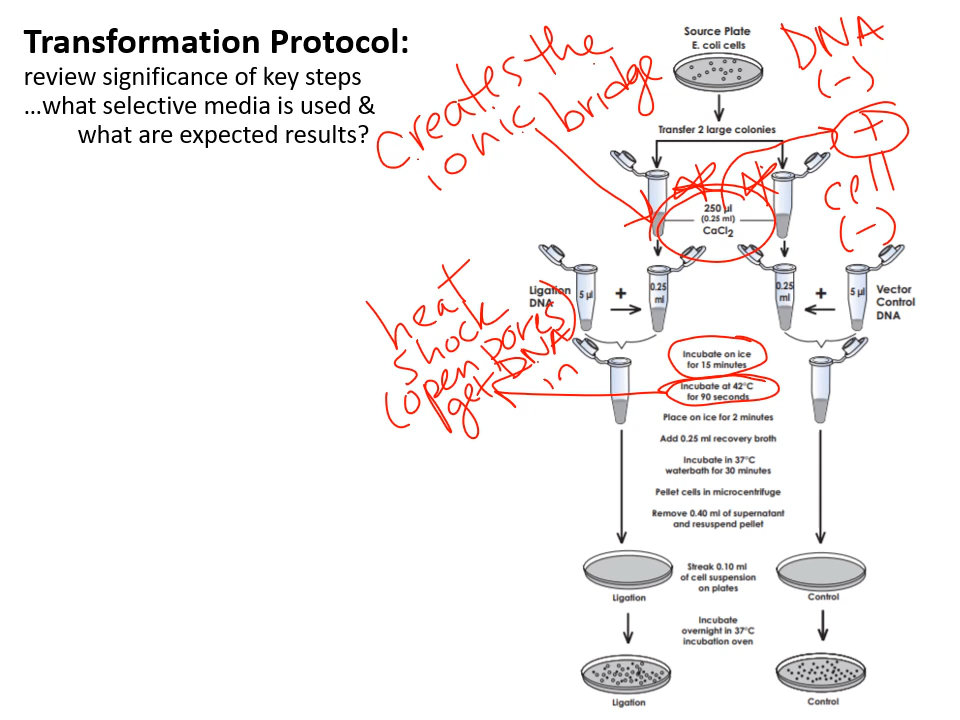 Transformation Protocol:
review significance of key steps
...what selective media is used &
what are expected results?
Creates the
ionic bridge
DNA
(-)
+
cell
(-)
Source Plate
E. coli cells
Transfer 2 large colonies
250 µl
(0.25 ml)
CaCl2
Ligation
DNA
5 µl
+
0.25
ml
0.25
ml
+
5 µl
Vector
Control
DNA
heat
shock
(open pores)
get DNA
in
Incubate on ice
for 15 minutes
Incubate at 42°C
for 90 seconds
Place on ice for 2 minutes
Add 0.25 ml recovery broth
Incubate in 37°C
waterbath for 30 minutes
Pellet cells in microcentrifuge
Remove 0.40 ml of supernatant
and resuspend pellet
Streak 0.10 ml
of cell suspension
on plates
Ligation
Control
Incubate
overnight in 37°C
incubation oven
Ligation
Control